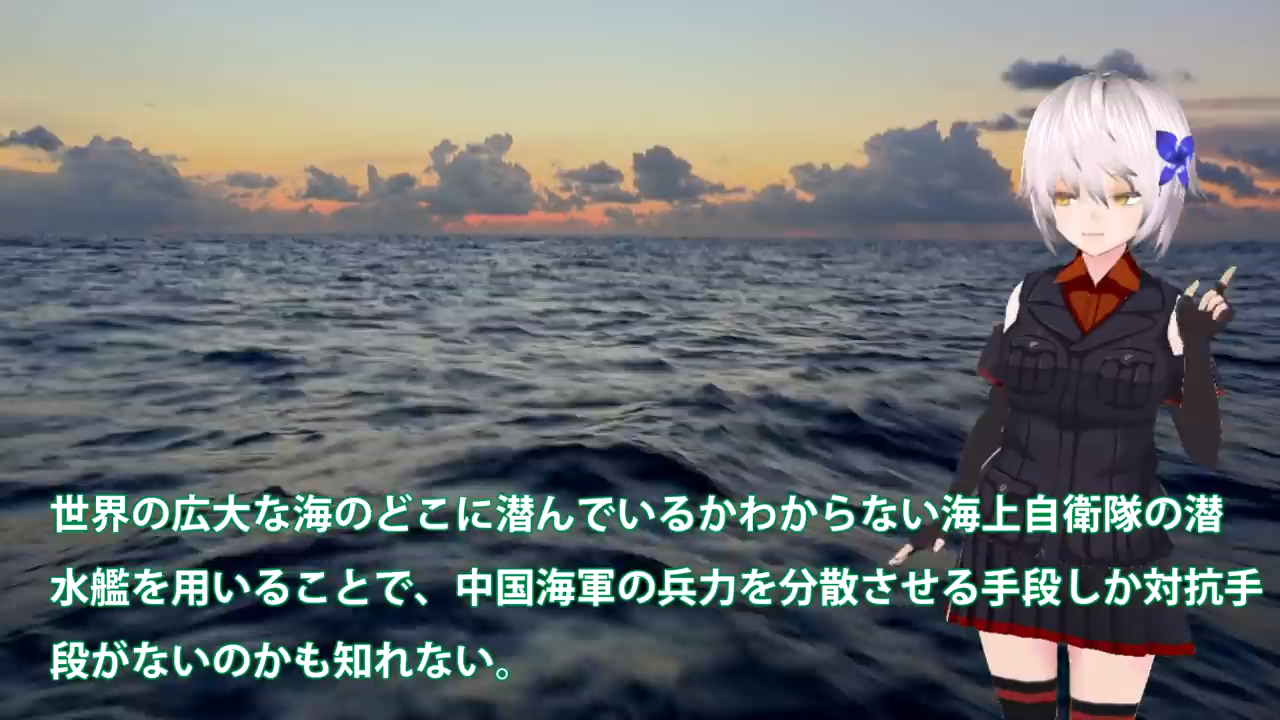 世界の広大な海のどこに潜んでいるかわからない海上自衛隊の潜
水艦を用いることで、中国海軍の兵力を分散させる手段しか対抗手
段がないのかも知れない。